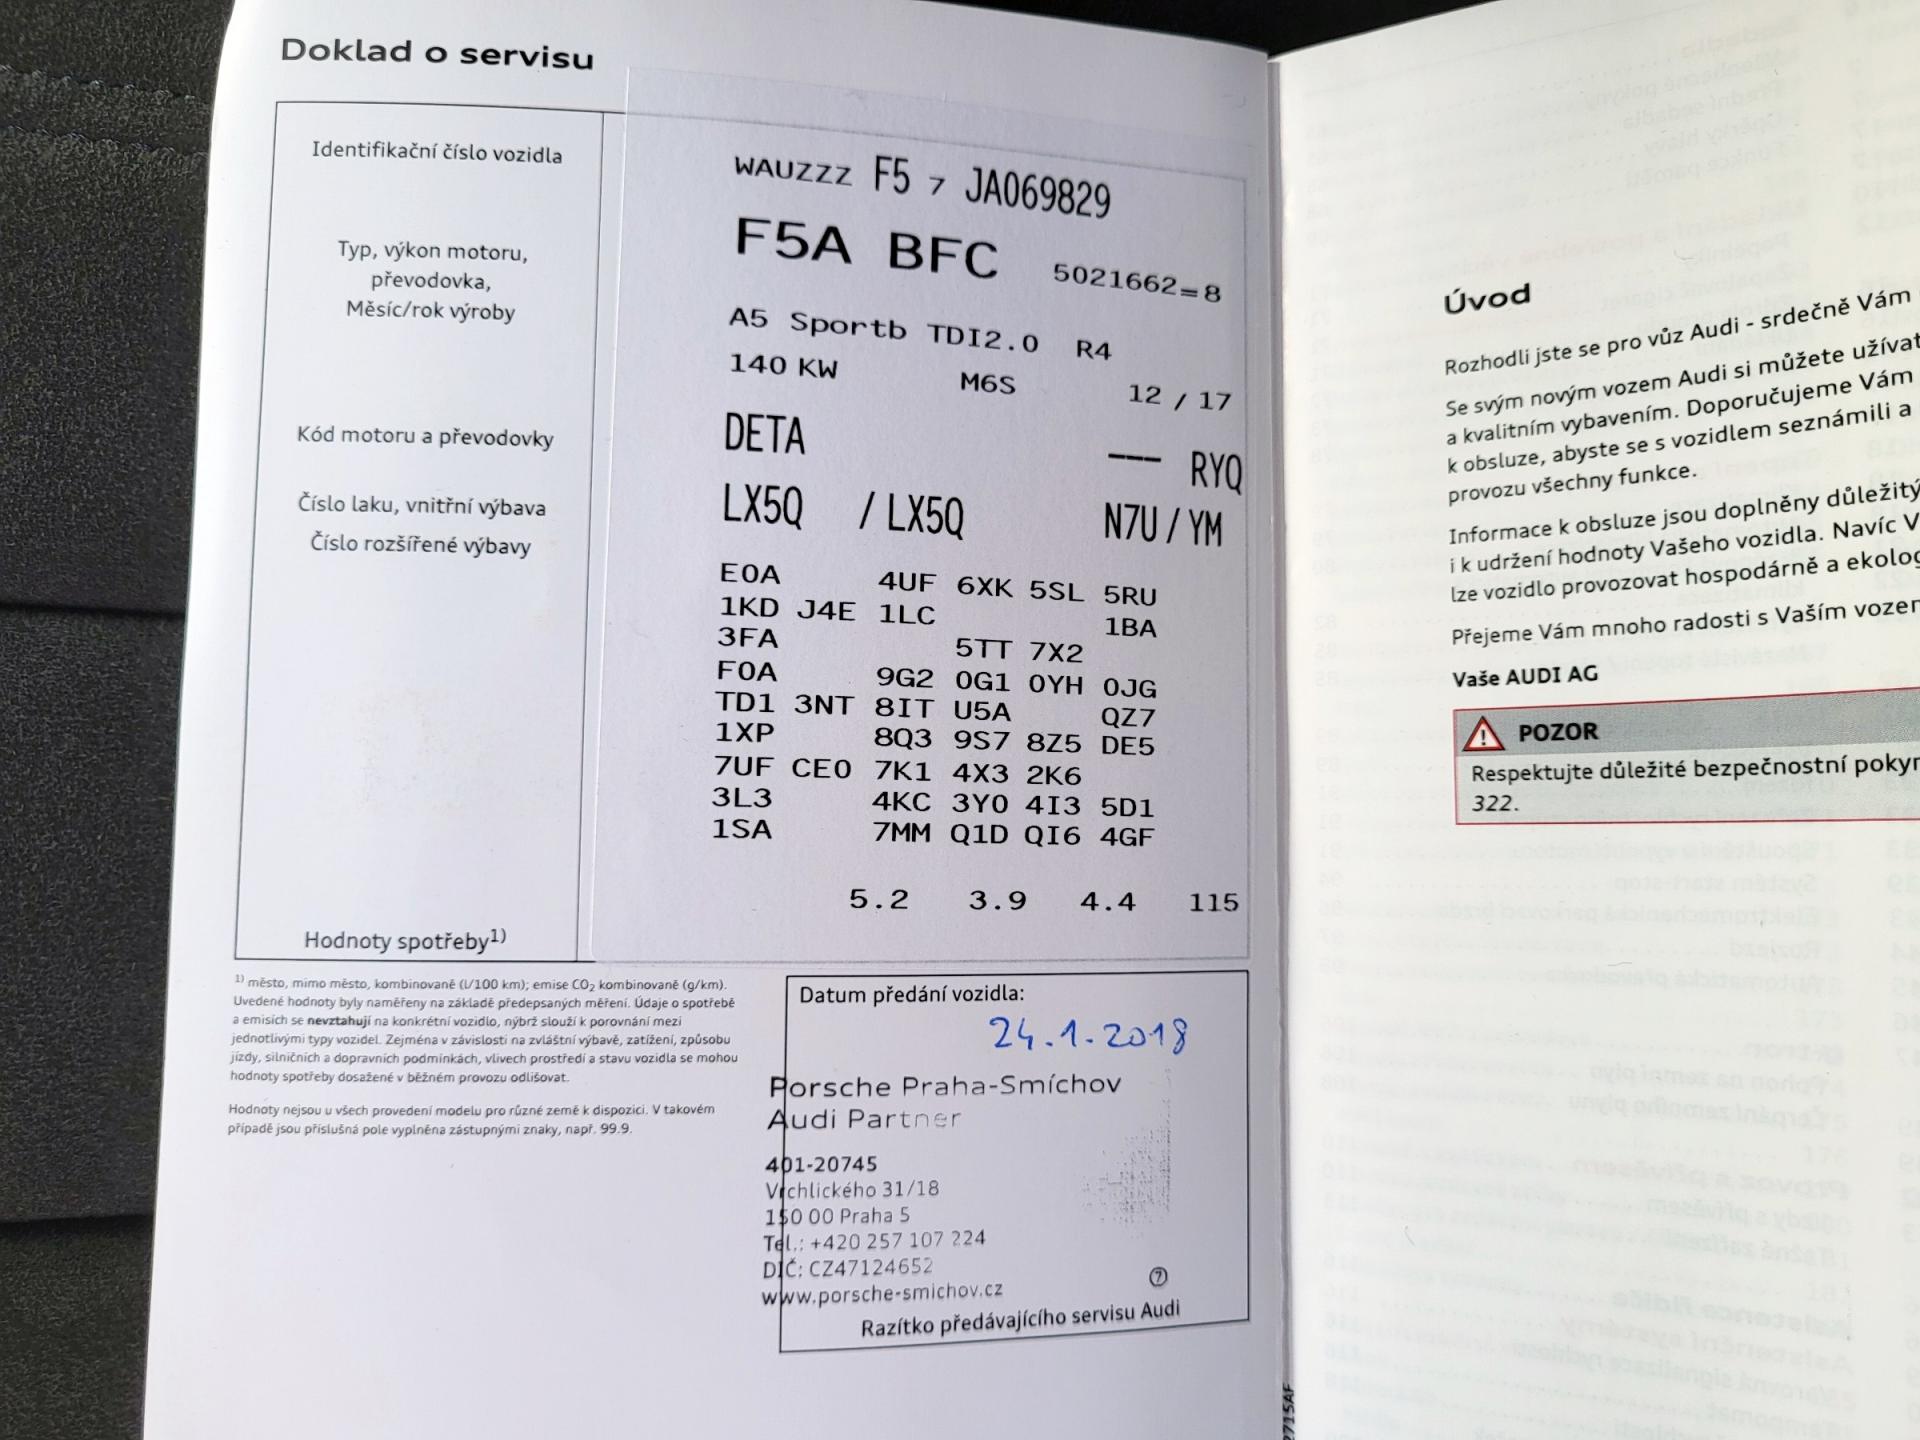 Doklad o servisu
Identifikační číslo vozidla
WAUZZZ F5 7 JA069829
Typ, výkon motoru,
převodovka,
Měsíc/rok výroby
F5A BFC 5021662=8
A5 Sportb TDI2.0 R4
140 KW M6S 12 / 17
Kód motoru a převodovky
DETA --- RYQ
Číslo laku, vnitřní výbava
LX5Q / LX5Q N7U / YM
Číslo rozšířené výbavy
E0A 4UF 6XK 5SL 5RU
1KD J4E 1LC 1BA
3FA 5TT 7X2
F0A 9G2 0G1 0YH 0JG
TD1 3NT 8IT U5A QZ7
1XP 8Q3 9S7 8Z5 DE5
7UF CE0 7K1 4X3 2K6
3L3 4KC 3Y0 4I3 5D1
1SA 7MM Q1D QI6 4GF
Hodnoty spotřeby1)
5.2 3.9 4.4 115
1) město, mimo město, kombinovaně (l/100 km); emise CO2 kombinovaně (g/km).
Uvedené hodnoty byly naměřeny na základě předepsaných měření. Údaje o spotřebě
a emisích se nevztahují na konkrétní vozidlo, nýbrž slouží k porovnání mezi
jednotlivými typy vozidel. Zejména v závislosti na zvláštní výbavě, zatížení, způsobu
jízdy, silničních a dopravních podmínkách, vlivech prostředí a stavu vozidla se mohou
hodnoty spotřeby dosažené v běžném provozu odlišovat.
Hodnoty nejsou u všech provedení modelu pro různé země k dispozici. V takovém
případě jsou příslušná pole vyplněna zástupnými znaky, např. 99.9.
Datum předání vozidla:
24.1.2018
Porsche Praha-Smíchov
Audi Partner
401-20745
Vrchlického 31/18
150 00 Praha 5
Tel.: +420 257 107 224
DIČ: CZ47124652
www.porsche-smichov.cz
7
Razítko předávajícího servisu Audi
Úvod
Rozhodli jste se pro vůz Audi - srdečně Vám
Se svým novým vozem Audi si můžete užívat
a kvalitním vybavením. Doporučujeme Vám
k obsluze, abyste se s vozidlem seznámili a
provozu všechny funkce.
Informace k obsluze jsou doplněny důležitý
i k udržení hodnoty Vašeho vozidla. Navíc V
lze vozidlo provozovat hospodárně a ekolog
Přejeme Vám mnoho radosti s Vaším vozem
Vaše AUDI AG
POZOR
Respektujte důležité bezpečnostní pokyn
322.
2715AF